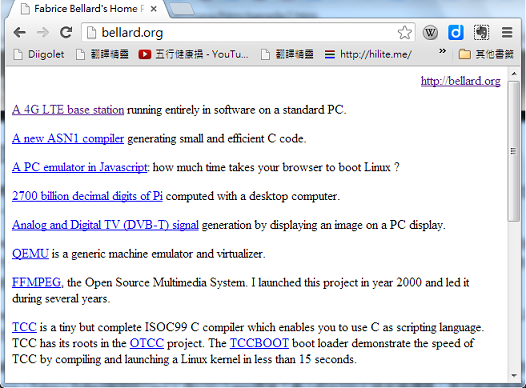 Fabrice Bellard's Home P
bellard.org
Diigolet 翻譯橘靈 五行健康操 - YouTu... 翻譯橘靈 http://hilite.me/ » 其他書籤
http://bellard.org
A 4G LTE base station running entirely in software on a standard PC.
A new ASN1 compiler generating small and efficient C code.
A PC emulator in Javascript: how much time takes your browser to boot Linux ?
2700 billion decimal digits of Pi computed with a desktop computer.
Analog and Digital TV (DVB-T) signal generation by displaying an image on a PC display.
QEMU is a generic machine emulator and virtualizer.
FFMPEG, the Open Source Multimedia System. I launched this project in year 2000 and led it
during several years.
TCC is a tiny but complete ISOC99 C compiler which enables you to use C as scripting language.
TCC has its roots in the OTCC project. The TCCBOOT boot loader demonstrate the speed of
TCC by compiling and launching a Linux kernel in less than 15 seconds.